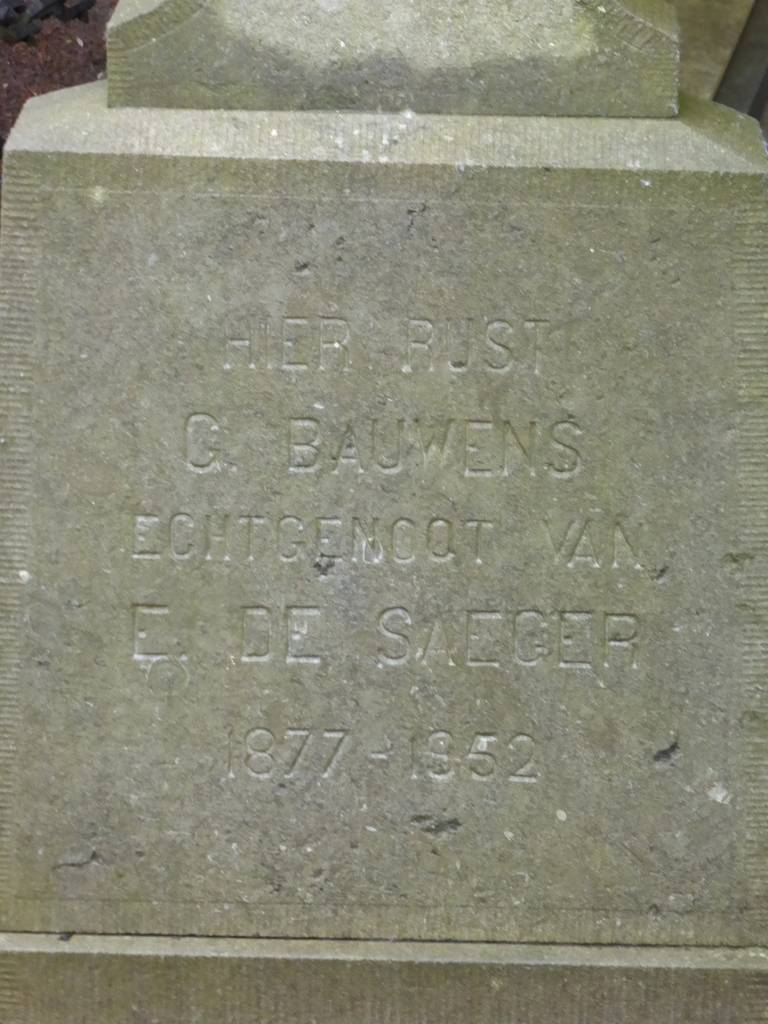 HIER RUST
G. BAUWENS
ECHTGENOOT VAN
E. DE SAEGER
1877-1952